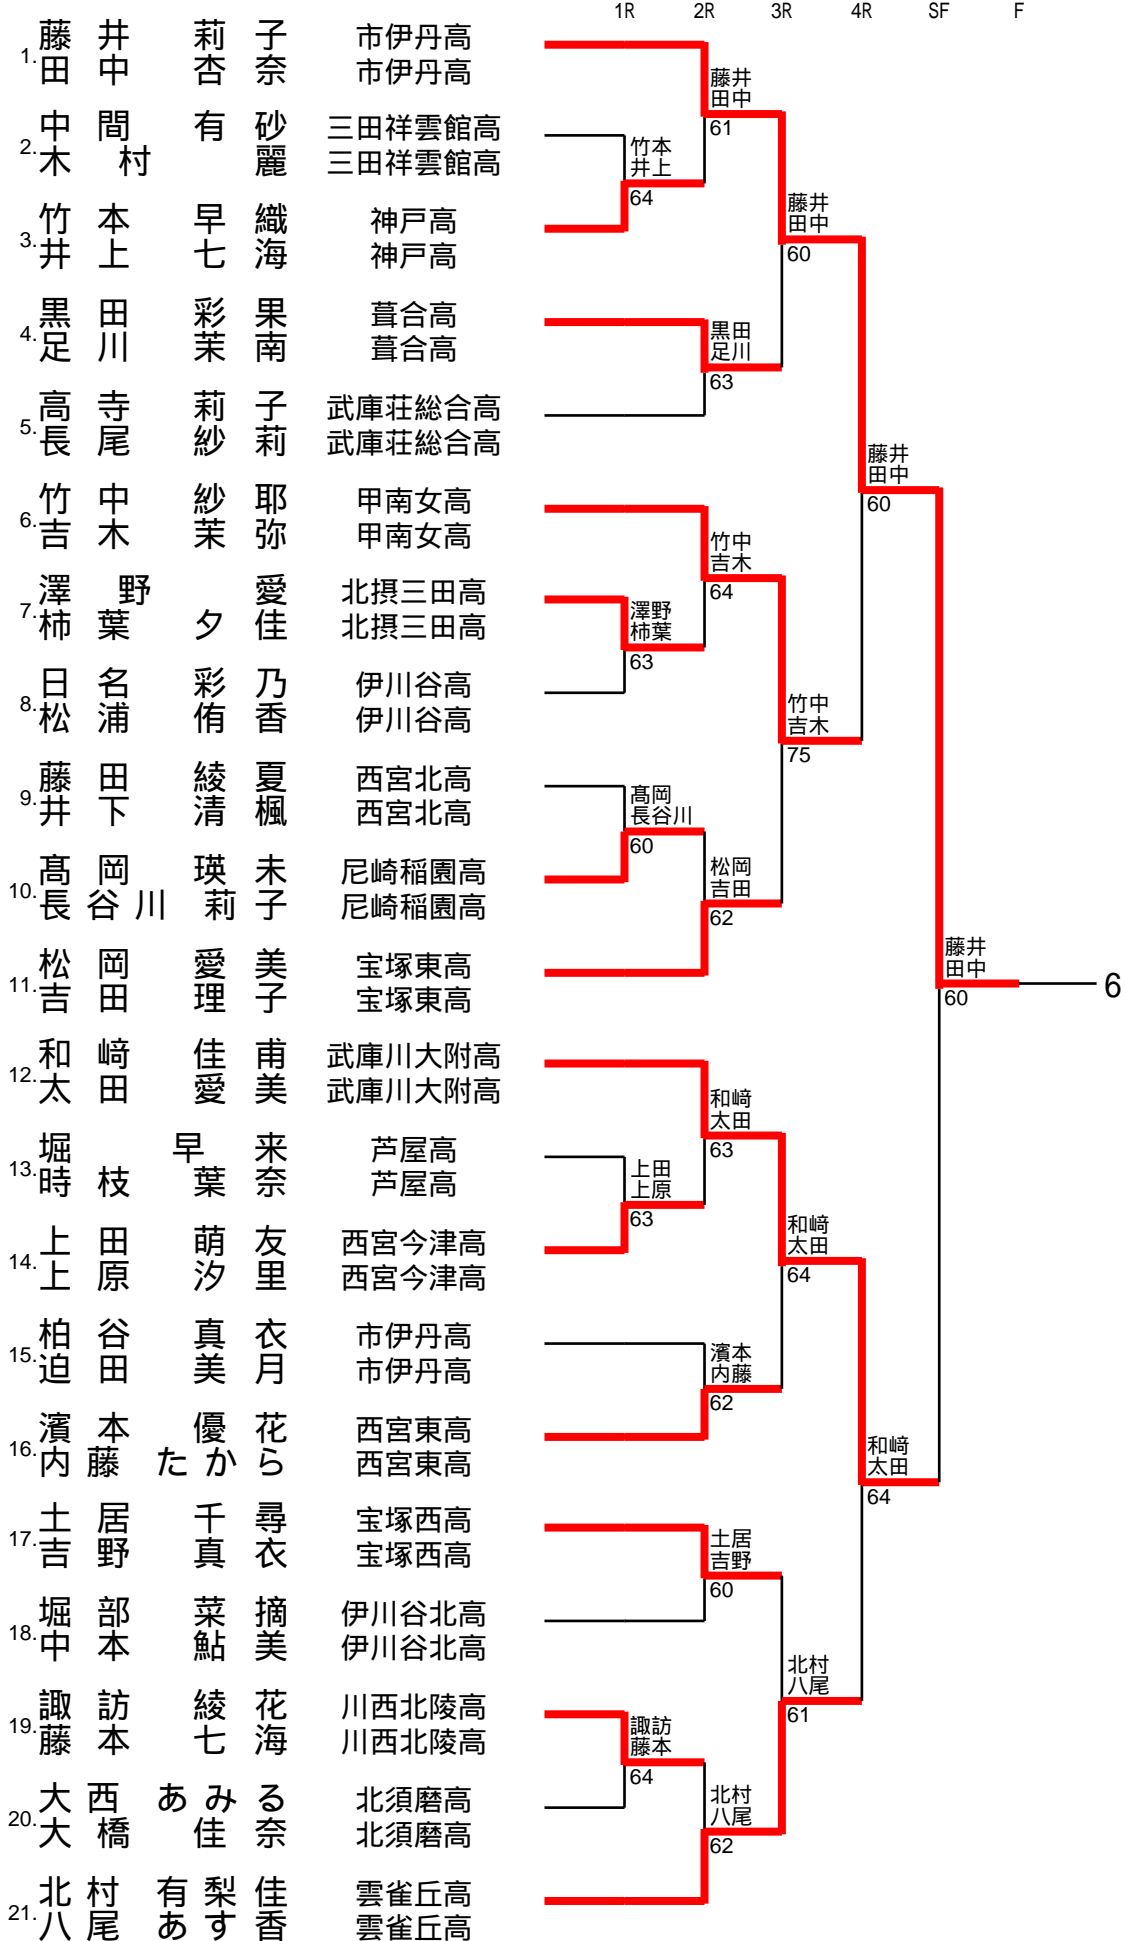 1R 2R 3R 4R SF F
1. 藤井 莉子 市伊丹高
田中 杏奈 市伊丹高
2. 中間 有砂 三田祥雲館高
木村 麗 三田祥雲館高
3. 竹本 早織 神戸高
井上 七海 神戸高
4. 黒田 彩果 葺合高
足川 茉南 葺合高
5. 高寺 莉子 武庫荘総合高
長尾 紗莉 武庫荘総合高
6. 竹中 紗耶 甲南女高
吉木 茉弥 甲南女高
7. 澤野 愛 北摂三田高
柿葉 夕佳 北摂三田高
8. 日名 彩乃 伊川谷高
松浦 侑香 伊川谷高
9. 藤田 綾夏 西宮北高
井下 清楓 西宮北高
10. 髙岡 瑛未 尼崎稲園高
長谷川 莉子 尼崎稲園高
11. 松岡 愛美 宝塚東高
吉田 理子 宝塚東高
12. 和﨑 佳甫 武庫川大附高
太田 愛美 武庫川大附高
13. 堀 早来 芦屋高
時枝 葉奈 芦屋高
14. 上田 萌友 西宮今津高
上原 汐里 西宮今津高
15. 柏谷 真衣 市伊丹高
迫田 美月 市伊丹高
16. 濱本 優花 西宮東高
内藤 たから 西宮東高
17. 土居 千尋 宝塚西高
吉野 真衣 宝塚西高
18. 堀部 菜摘 伊川谷北高
中本 鮎美 伊川谷北高
19. 諏訪 綾花 川西北陵高
藤本 七海 川西北陵高
20. 大西 あみる 北須磨高
大橋 佳奈 北須磨高
21. 北村 有梨佳 雲雀丘高
八尾 あす香 雲雀丘高
竹本
井上
64
澤野
柿葉
63
髙岡
長谷川
60
上田
上原
63
諏訪
藤本
64
藤井
田中
61
黒田
足川
63
竹中
吉木
64
松岡
吉田
62
和﨑
太田
63
濱本
内藤
62
土居
吉野
60
北村
八尾
62
藤井
田中
60
竹中
吉木
75
和﨑
太田
64
北村
八尾
61
藤井
田中
60
和﨑
太田
64
藤井
田中
60
6